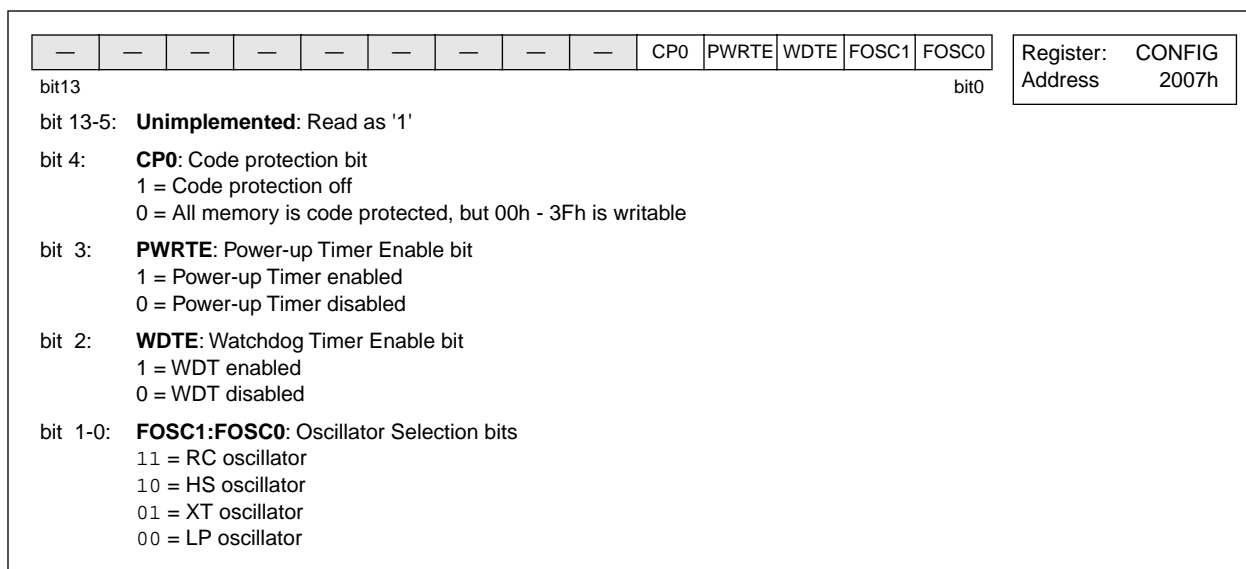 — — — — — — — — — CP0 PWRTE WDTE FOSC1 FOSC0
Register: CONFIG
Address 2007h
bit13 bit0
bit 13-5: Unimplemented: Read as '1'
bit 4: CP0: Code protection bit
1 = Code protection off
0 = All memory is code protected, but 00h - 3Fh is writable
bit 3: PWRTE: Power-up Timer Enable bit
1 = Power-up Timer enabled
0 = Power-up Timer disabled
bit 2: WDTE: Watchdog Timer Enable bit
1 = WDT enabled
0 = WDT disabled
bit 1-0: FOSC1:FOSC0: Oscillator Selection bits
11 = RC oscillator
10 = HS oscillator
01 = XT oscillator
00 = LP oscillator